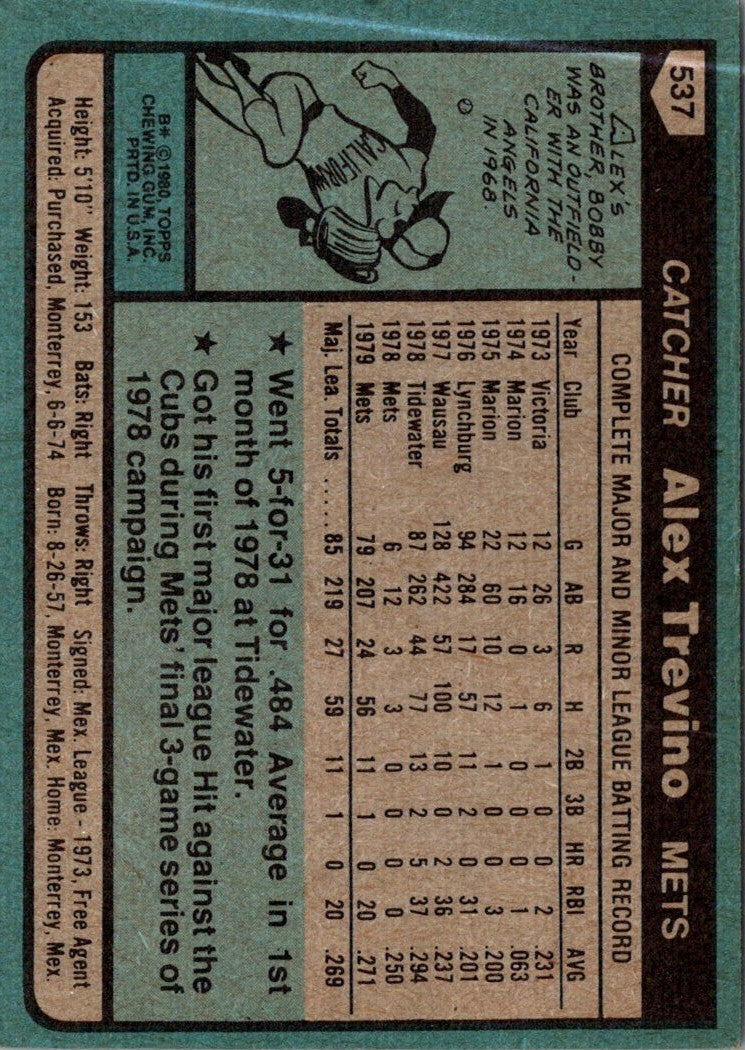 537 CATCHER Alex Trevino METS
ALEX'S
BROTHER, BOBBY
WAS AN OUTFIELD-
ER WITH THE
CALIFORNIA
ANGELS
IN 1968
CALIFORN
B* © 1980, TOPPS
CHEWING GUM, INC.
PRTD. IN U.S.A.
COMPLETE MAJOR AND MINOR LEAGUE BATTING RECORD
Year Club G AB R H 2B 3B HR RBI AVG
1973 Victoria 12 26 3 6 1 0 0 2 .231
1974 Marion 12 16 0 1 0 0 0 1 .063
1975 Marion 22 60 10 12 1 0 0 3 .200
1976 Lynchburg 94 284 17 57 11 2 0 31 .201
1977 Wausau 128 422 57 100 10 0 2 36 .237
1978 Tidewater 87 262 44 77 13 2 5 37 .294
1978 Mets 6 12 3 3 0 0 0 0 .250
1979 Mets 79 207 24 56 11 1 0 20 .271
Maj. Lea. Totals ...... 85 219 27 59 11 1 0 20 .269
★ Went 5-for-31 for .484 Average in 1st
month of 1978 at Tidewater.
★ Got his first major league Hit against the
Cubs during Mets' final 3-game series of
1978 campaign.
Height: 5'10" Weight: 153 Bats: Right Throws: Right Signed: Mex. League - 1973, Free Agent
Acquired: Purchased, Monterrey, 6-6-74 Born: 8-26-57, Monterrey, Mex. Home: Monterrey, Mex.